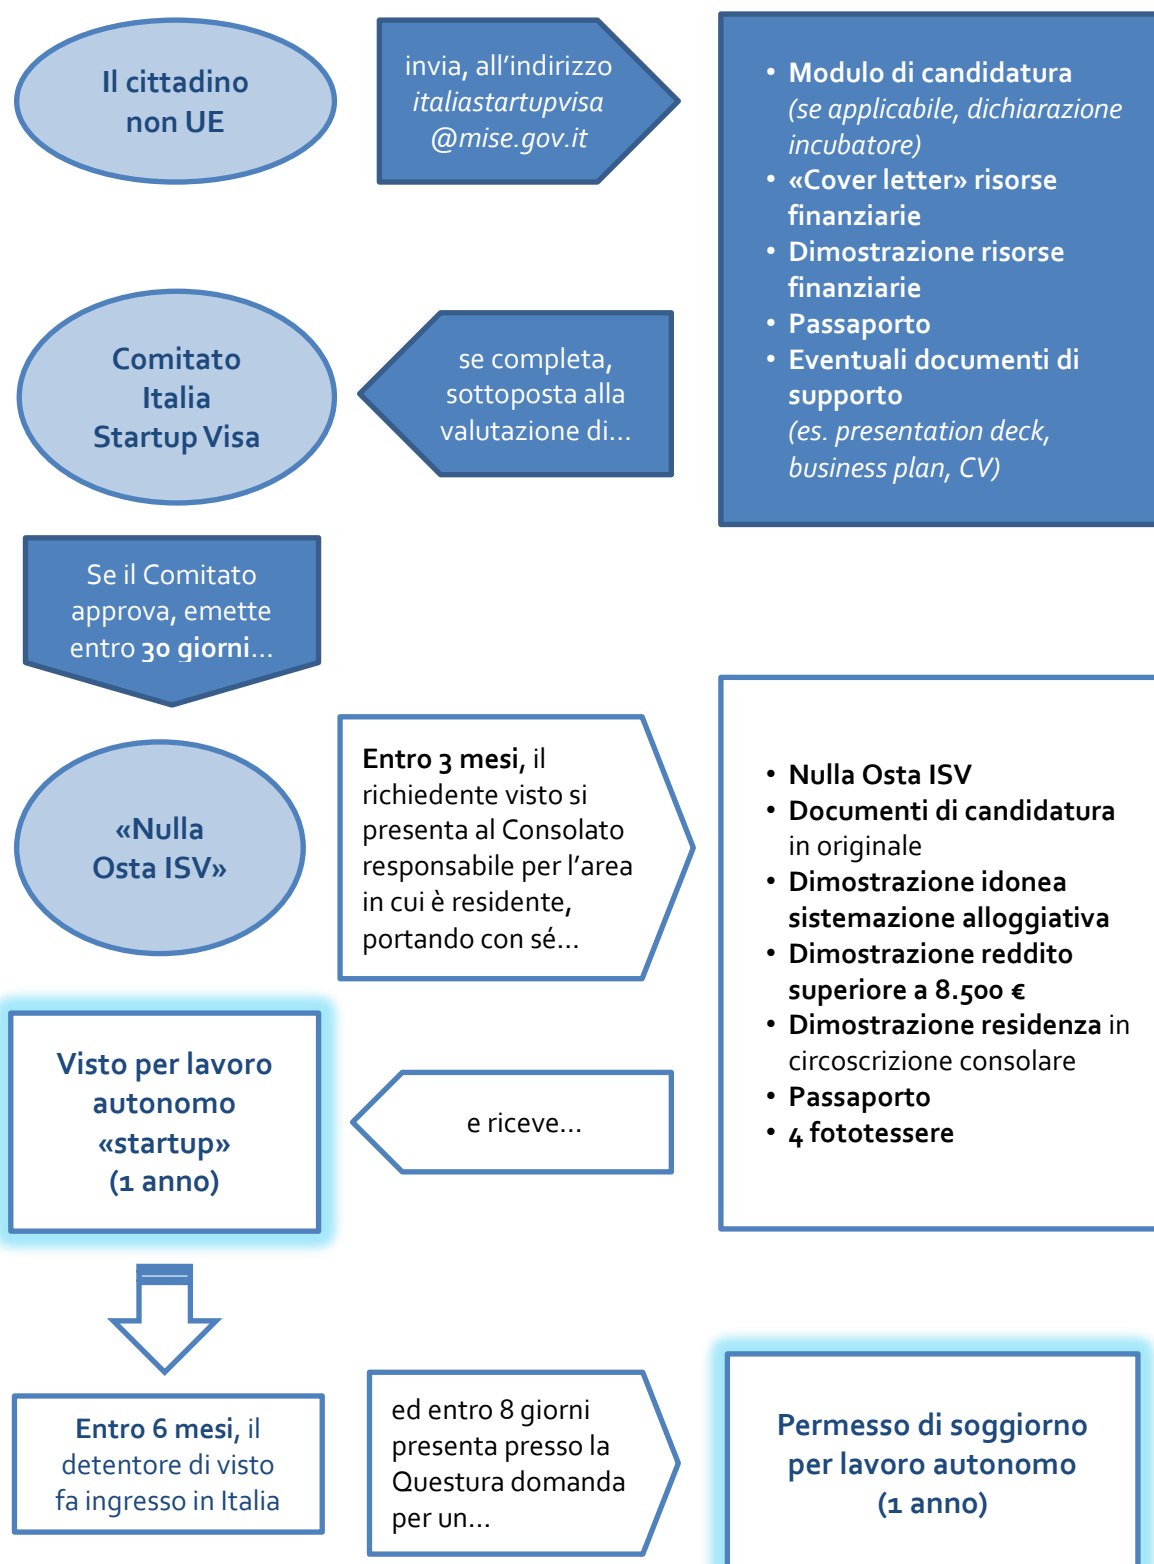 Il cittadino
non UE
invia, all'indirizzo
italiastartupvisa
@mise.gov.it
• Modulo di candidatura
(se applicabile, dichiarazione
incubatore)
• «Cover letter» risorse
finanziarie
• Dimostrazione risorse
finanziarie
• Passaporto
• Eventuali documenti di
supporto
(es. presentation deck,
business plan, CV)
se completa,
sottoposta alla
valutazione di...
Comitato
Italia
Startup Visa
Se il Comitato
approva, emette
entro 30 giorni...
«Nulla
Osta ISV»
Entro 3 mesi, il
richiedente visto si
presenta al Consolato
responsabile per l'area
in cui è residente,
portando con sé...
• Nulla Osta ISV
• Documenti di candidatura
in originale
• Dimostrazione idonea
sistemazione alloggiativa
• Dimostrazione reddito
superiore a 8.500 €
• Dimostrazione residenza in
circoscrizione consolare
• Passaporto
• 4 fototessere
e riceve...
Visto per lavoro
autonomo
«startup»
(1 anno)
Entro 6 mesi, il
detentore di visto
fa ingresso in Italia
ed entro 8 giorni
presenta presso la
Questura domanda
per un...
Permesso di soggiorno
per lavoro autonomo
(1 anno)